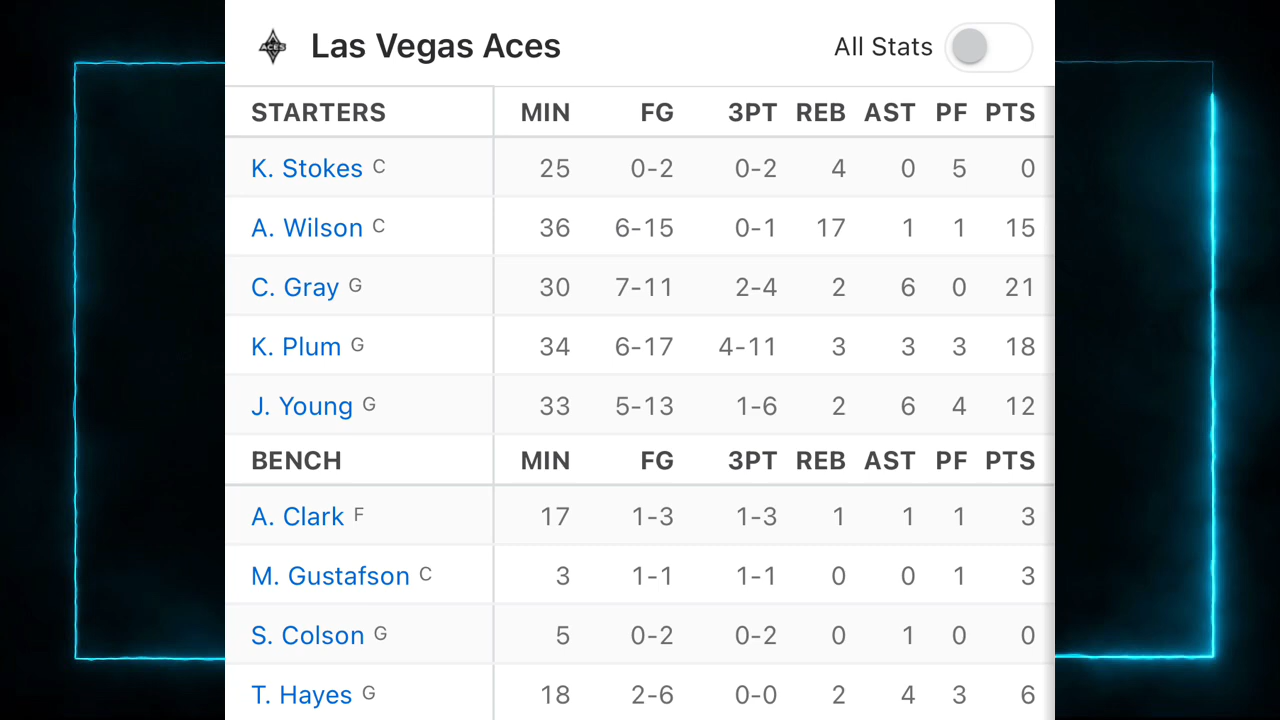 ACES Las Vegas Aces All Stats
STARTERS MIN FG 3PT REB AST PF PTS
K. Stokes C 25 0-2 0-2 4 0 5 0
A. Wilson C 36 6-15 0-1 17 1 1 15
C. Gray G 30 7-11 2-4 2 6 0 21
K. Plum G 34 6-17 4-11 3 3 3 18
J. Young G 33 5-13 1-6 2 6 4 12
BENCH MIN FG 3PT REB AST PF PTS
A. Clark F 17 1-3 1-3 1 1 1 3
M. Gustafson C 3 1-1 1-1 0 0 1 3
S. Colson G 5 0-2 0-2 0 1 0 0
T. Hayes G 18 2-6 0-0 2 4 3 6